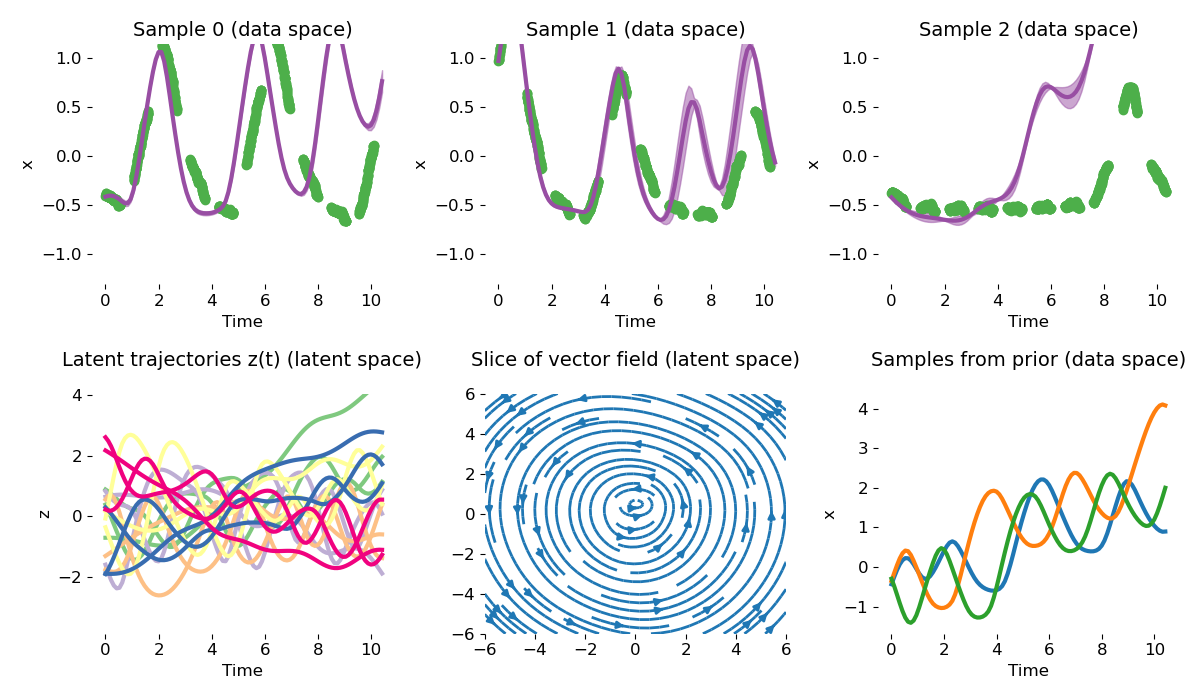 Sample 0 (data space)
Sample 1 (data space)
Sample 2 (data space)
1.0
0.5
0.0
−0.5
−1.0
x
0 2 4 6 8 10
Time
1.0
0.5
0.0
−0.5
−1.0
x
0 2 4 6 8 10
Time
1.0
0.5
0.0
−0.5
−1.0
x
0 2 4 6 8 10
Time
Latent trajectories z(t) (latent space)
Slice of vector field (latent space)
Samples from prior (data space)
4
2
0
−2
z
0 2 4 6 8 10
Time
6
4
2
0
−2
−4
−6
−6 −4 −2 0 2 4 6
4
3
2
1
0
−1
x
0 2 4 6 8 10
Time